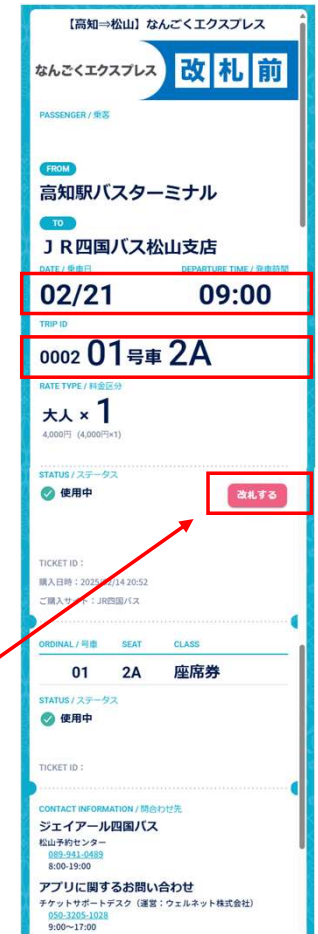 【高知⇒松山】なんごくエクスプレス
なんごくエクスプレス 改札前
PASSENGER / 乗客
FROM
高知駅バスターミナル
TO
ＪＲ四国バス松山支店
DATE / 乗車日 DEPARTURE TIME / 発車時間
02/21 09:00
TRIP ID
0002 01号車 2A
RATE TYPE / 料金区分
大人 × 1
4,000円 (4,000円×1)
STATUS / ステータス
使用中 改札する
TICKET ID :
購入日時：2025/02/14 20:52
ご購入サイト：JR四国バス
ORDINAL / 号車 SEAT CLASS
01 2A 座席券
STATUS / ステータス
使用中
TICKET ID :
CONTACT INFORMATION / 問合わせ先
ジェイアール四国バス
松山予約センター
089-941-0489
8:00-19:00
アプリに関するお問い合わせ
チケットサポートデスク（運営：ウェルネット株式会社）
050-3205-1028
9:00~17:00